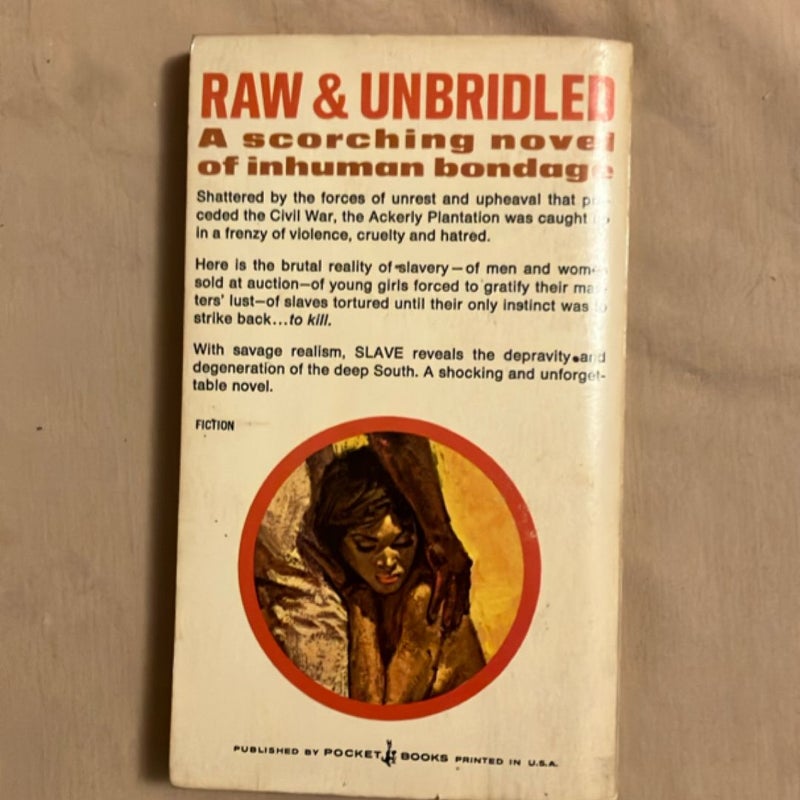 RAW & UNBRIDLED
A scorching novel
of inhuman bondage
Shattered by the forces of unrest and upheaval that p
ceded the Civil War, the Ackerly Plantation was caught
in a frenzy of violence, cruelty and hatred.
Here is the brutal reality of slavery—of men and wom
sold at auction—of young girls forced to gratify their ma
ters' lust—of slaves tortured until their only instinct was to
strike back...to kill.
With savage realism, SLAVE reveals the depravity and
degeneration of the deep South. A shocking and unforget-
table novel.
FICTION
PUBLISHED BY POCKET BOOKS PRINTED IN U.S.A.